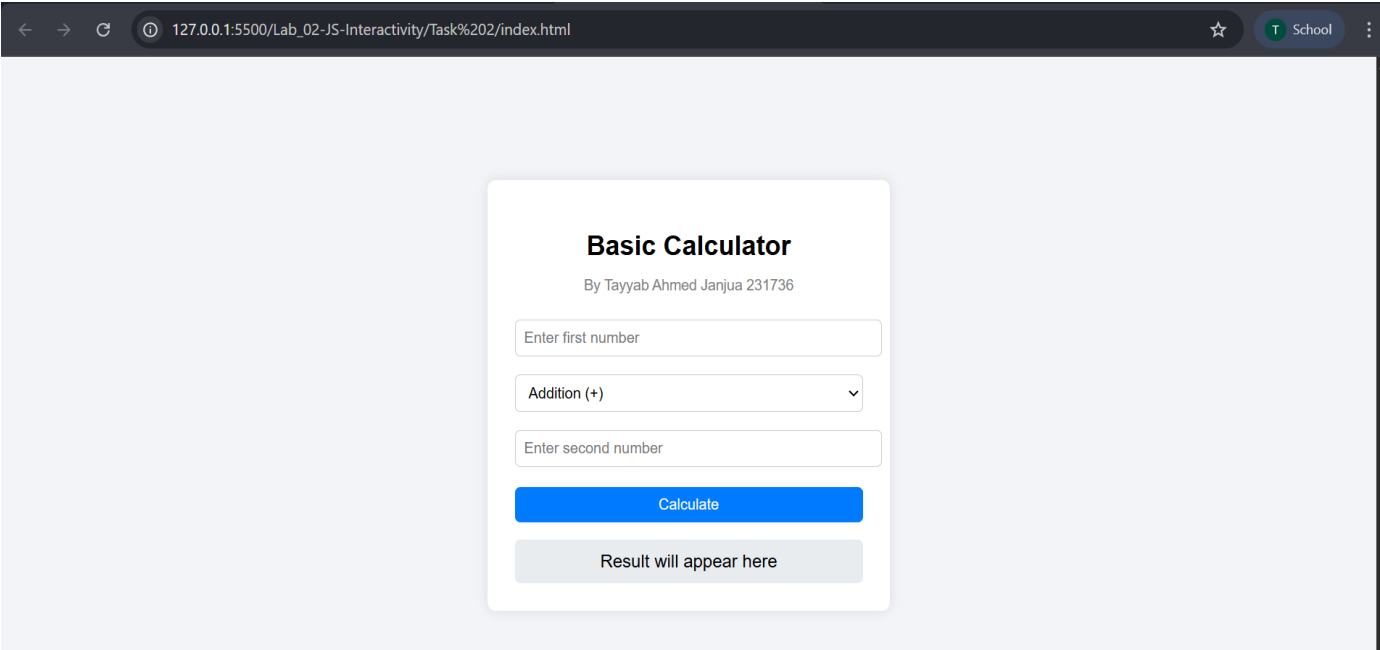 127.0.0.1:5500/Lab_02-JS-Interactivity/Task%202/index.html
T School
Basic Calculator
By Tayyab Ahmed Janjua 231736
Enter first number
Addition (+)
Enter second number
Calculate
Result will appear here